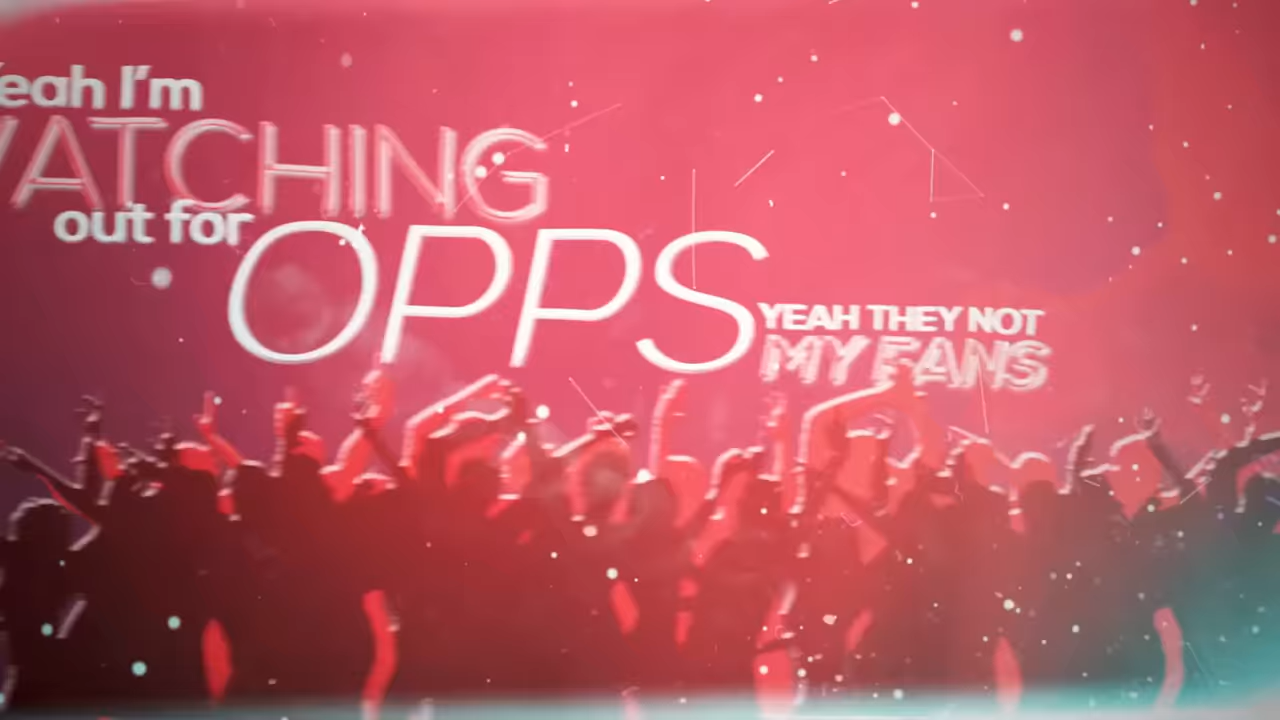 Yeah I'm
WATCHING
out for
OPPS
YEAH THEY NOT
MY FANS